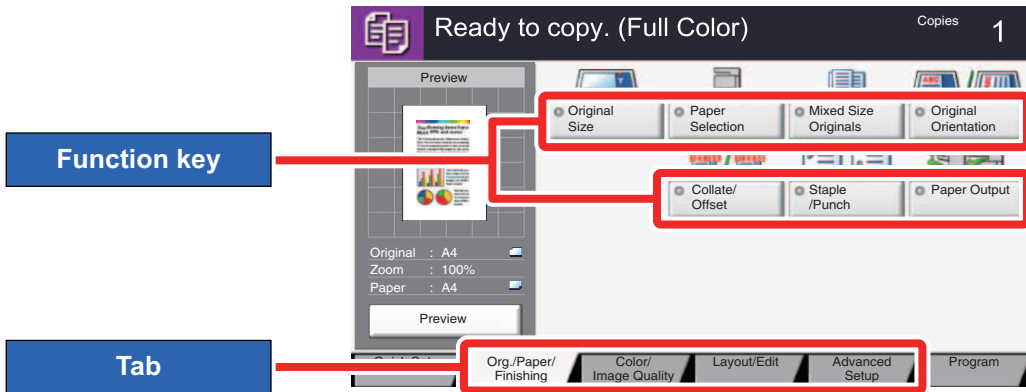 Ready to copy. (Full Color)
Copies
1
Preview
Original
Size
Paper
Selection
Mixed Size
Originals
Original
Orientation
Function key
Collate/
Offset
Staple
/Punch
Paper Output
Original : A4
Zoom : 100%
Paper : A4
Preview
Tab
Org./Paper/
Finishing
Color/
Image Quality
Layout/Edit
Advanced
Setup
Program